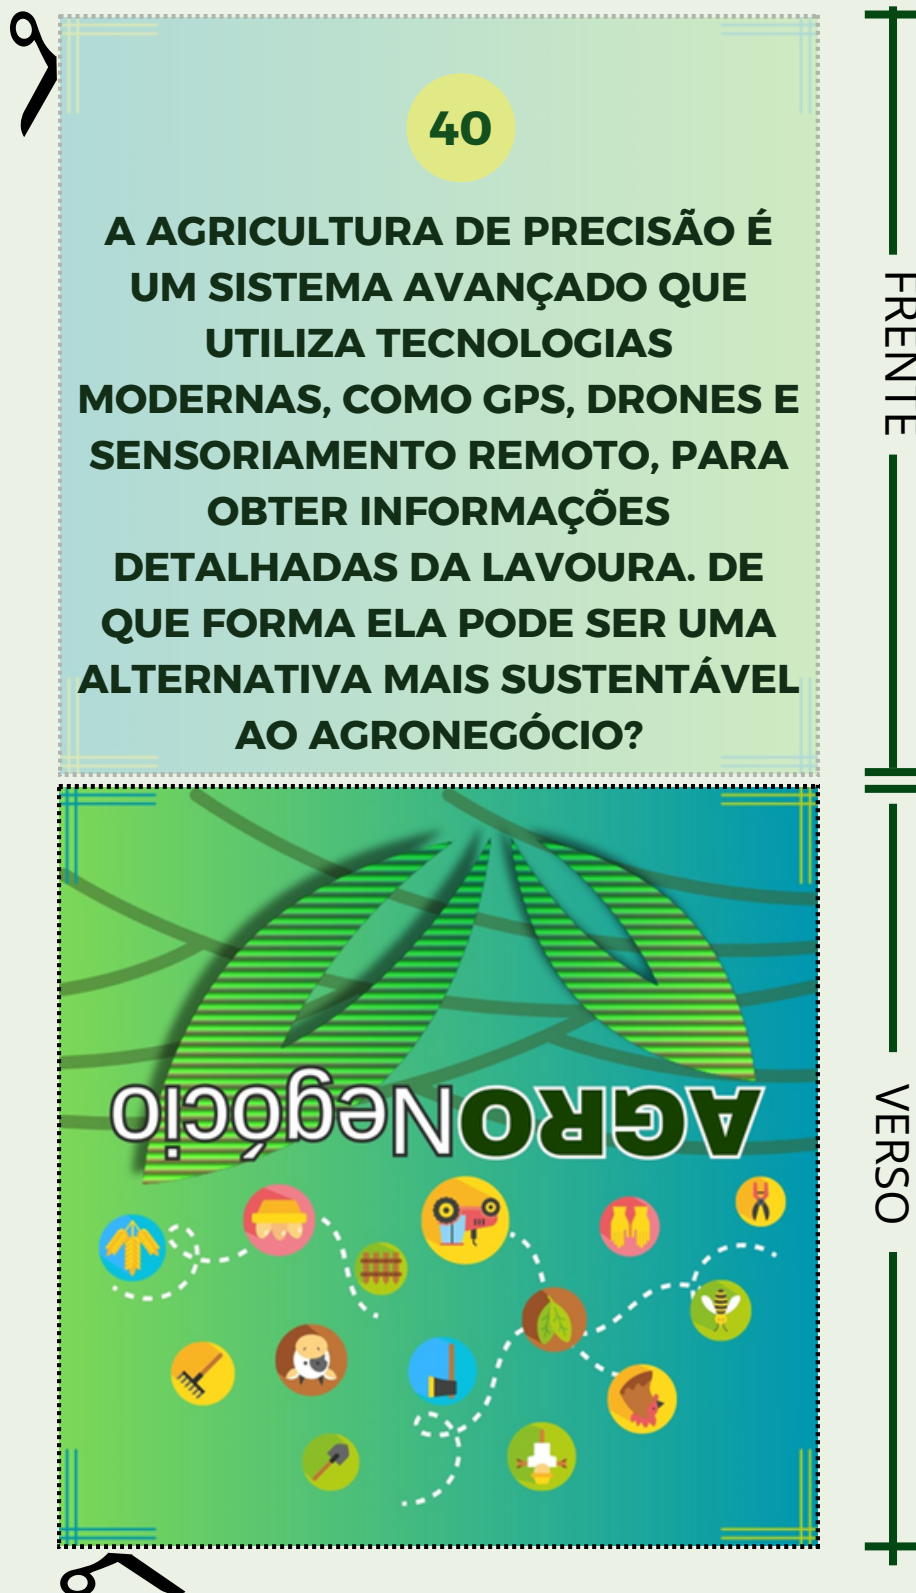 40
A AGRICULTURA DE PRECISÃO É
UM SISTEMA AVANÇADO QUE
UTILIZA TECNOLOGIAS
MODERNAS, COMO GPS, DRONES E
SENSORIAMENTO REMOTO, PARA
OBTER INFORMAÇÕES
DETALHADAS DA LAVOURA. DE
QUE FORMA ELA PODE SER UMA
ALTERNATIVA MAIS SUSTENTÁVEL
AO AGRONEGÓCIO?
FRENTE
AGRONegócio
VERSO